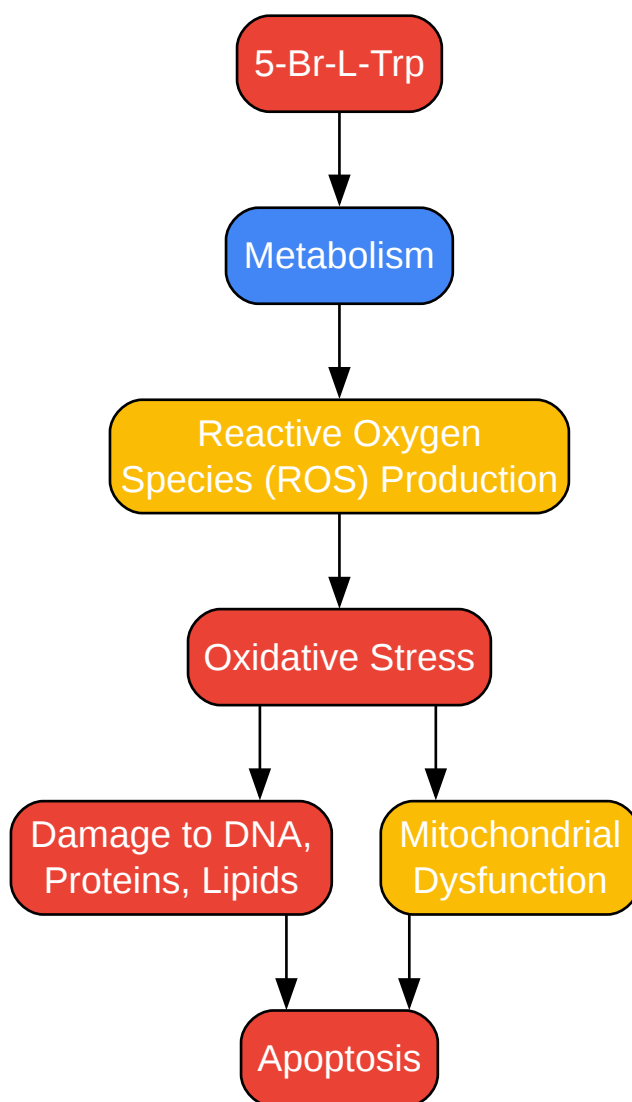 5-Br-L-Trp
Metabolism
Reactive Oxygen
Species (ROS) Production
Oxidative Stress
Damage to DNA,
Proteins, Lipids
Mitochondrial
Dysfunction
Apoptosis